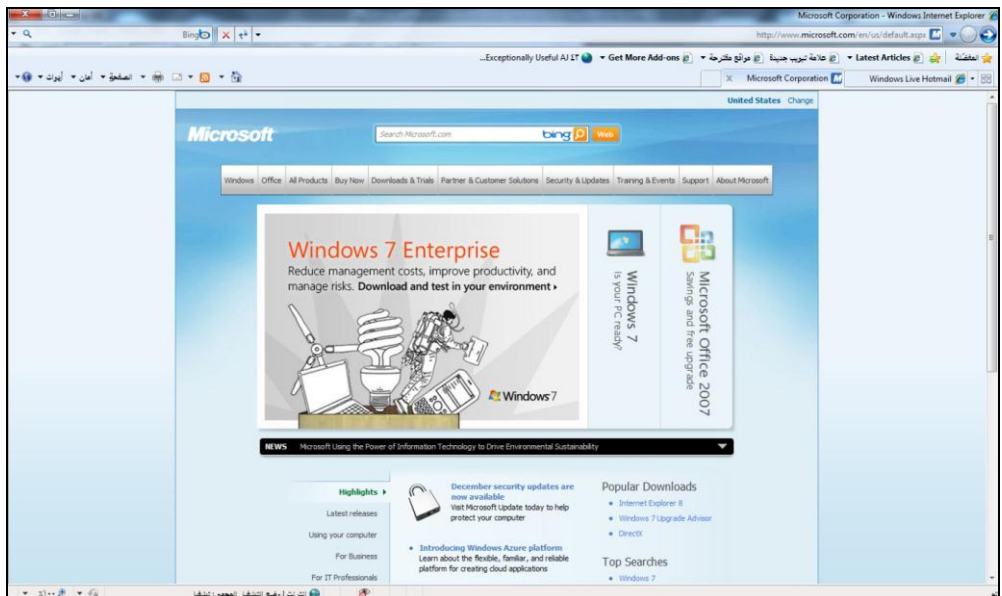 Microsoft Corporation - Windows Internet Explorer
http://www.microsoft.com/en/us/default.aspx
Bing
المفضلة
Latest Articles
علامة تبويب جديدة
مواقع مقترحة
Get More Add-ons
...Exceptionally Useful AJ
Windows Live Hotmail
Microsoft Corporation
الصفحة
أمان
أدوات
United States Change
Microsoft
Search Microsoft.com
bing
Web
Windows Office All Products Buy Now Downloads & Trials Partner & Customer Solutions Security & Updates Training & Events Support About Microsoft
Windows 7 Enterprise
Reduce management costs, improve productivity, and
manage risks. Download and test in your environment
Windows 7
Windows 7
is your PC ready?
Microsoft Office 2007
Savings and free upgrade
NEWS Microsoft Using the Power of Information Technology to Drive Environmental Sustainability
Highlights
Latest releases
Using your computer
For Business
For IT Professionals
December security updates are
now available
Visit Microsoft Update today to help
protect your computer
Introducing Windows Azure platform
Learn about the flexible, familiar, and reliable
platform for creating cloud applications
Popular Downloads
Internet Explorer 8
Windows 7 Upgrade Advisor
DirectX
Top Searches
Windows 7